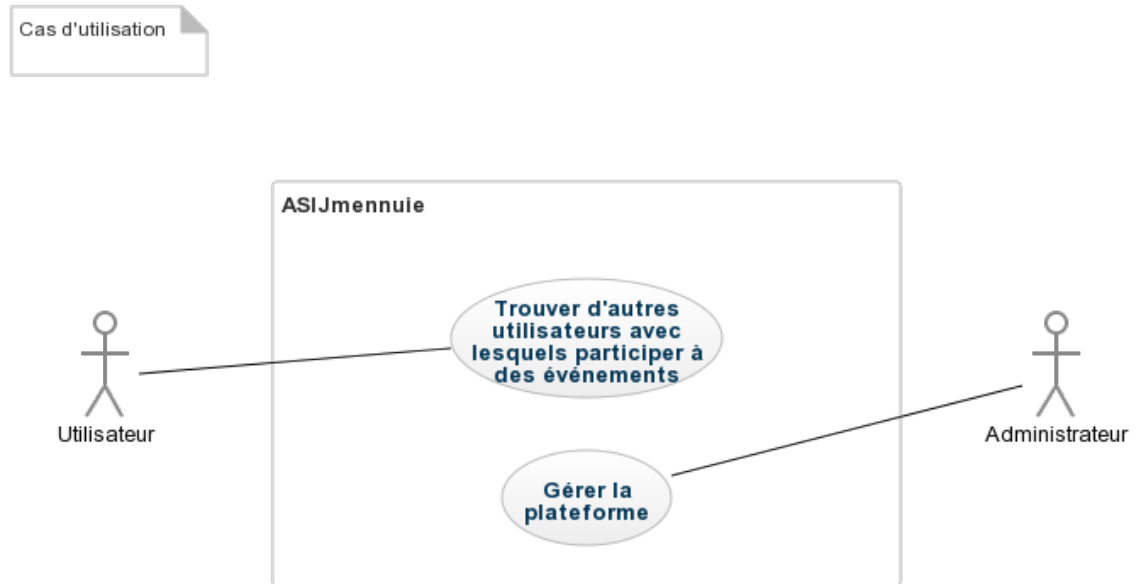 Cas d'utilisation
ASIJmennuie
Trouver d'autres
utilisateurs avec
lesquels participer à
des événements
Utilisateur
Administrateur
Gérer la
plateforme